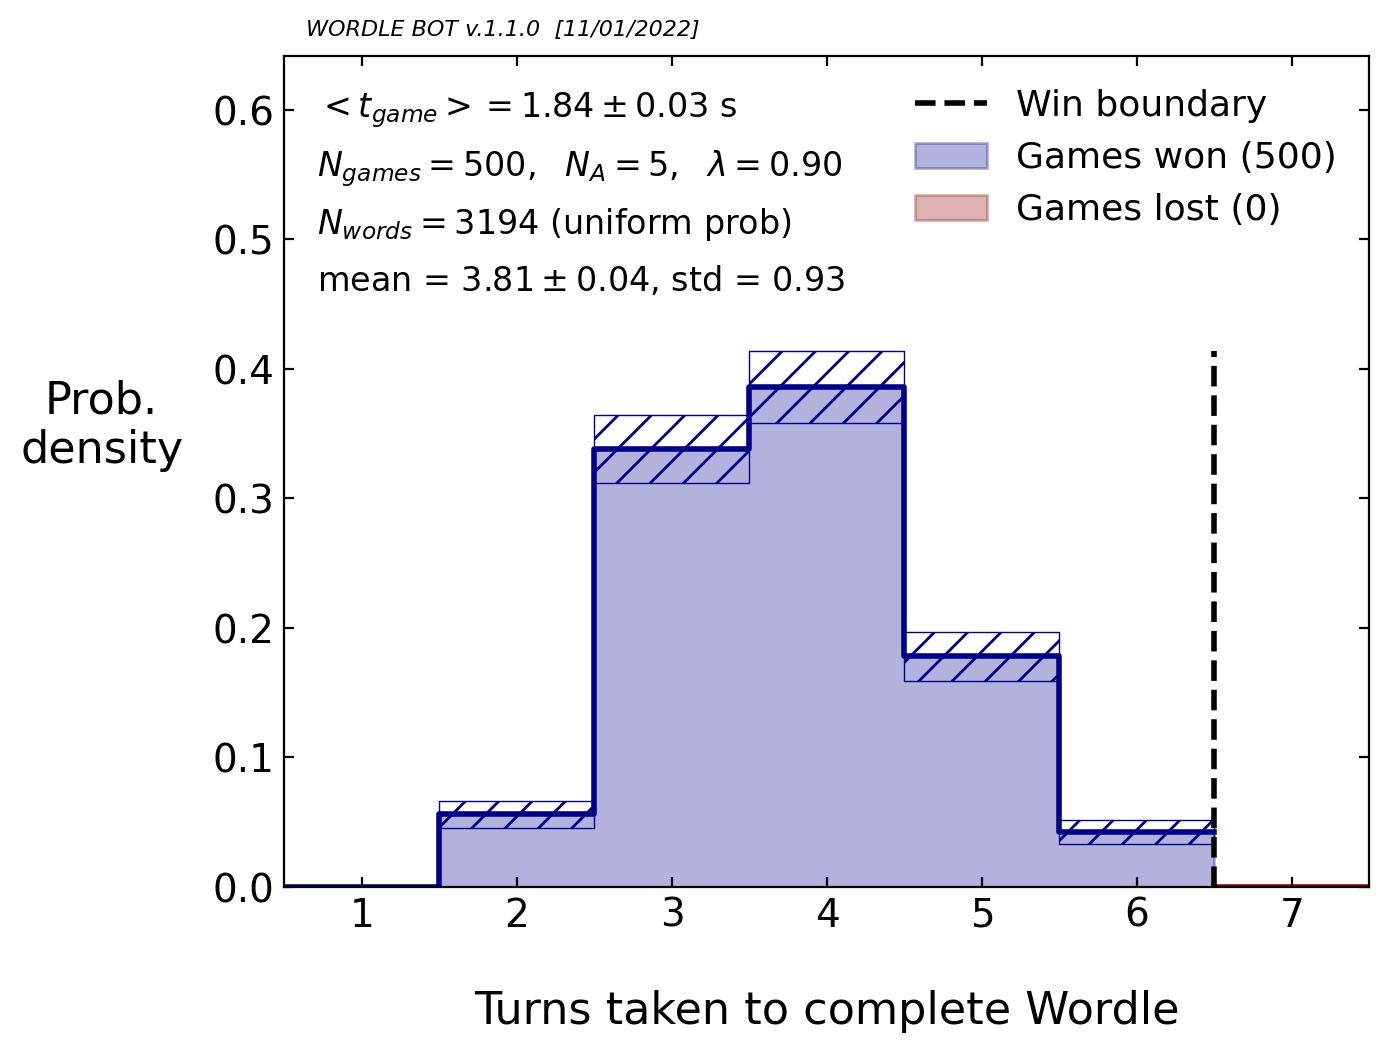 WORDLE BOT v.1.1.0 [11/01/2022]
< t_game > = 1.84 ± 0.03 s
N_games = 500, N_A = 5, λ = 0.90
N_words = 3194 (uniform prob)
mean = 3.81 ± 0.04, std = 0.93
Win boundary
Games won (500)
Games lost (0)
Prob.
density
0.6
0.5
0.4
0.3
0.2
0.1
0.0
1 2 3 4 5 6 7
Turns taken to complete Wordle